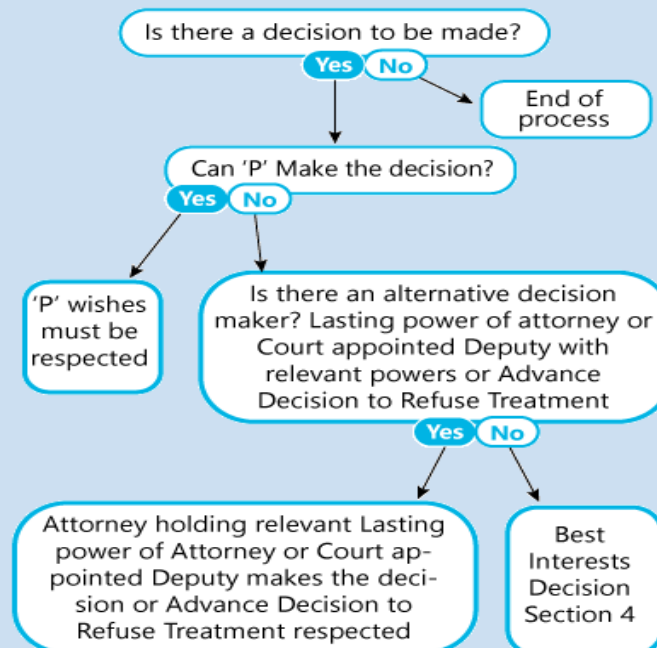 Is there a decision to be made?
Yes No
End of
process
Can 'P' Make the decision?
Yes No
'P' wishes
must be
respected
Is there an alternative decision
maker? Lasting power of attorney or
Court appointed Deputy with
relevant powers or Advance
Decision to Refuse Treatment
Yes No
Attorney holding relevant Lasting
power of Attorney or Court ap-
pointed Deputy makes the deci-
sion or Advance Decision to
Refuse Treatment respected
Best
Interests
Decision
Section 4